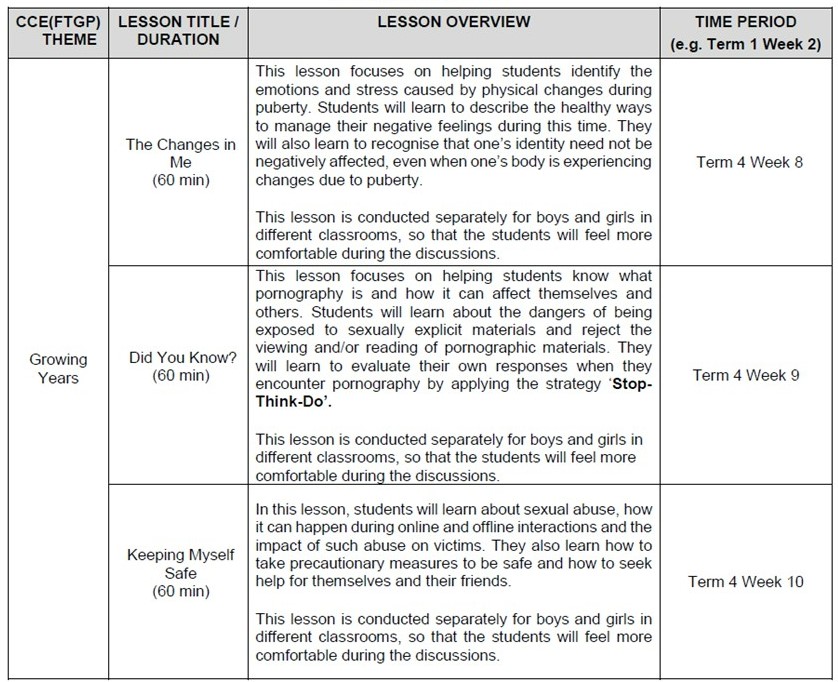 CCE(FTGP)
THEME
LESSON TITLE /
DURATION
LESSON OVERVIEW
TIME PERIOD
(e.g. Term 1 Week 2)
Growing
Years
The Changes in
Me
(60 min)
This lesson focuses on helping students identify the
emotions and stress caused by physical changes during
puberty. Students will learn to describe the healthy ways
to manage their negative feelings during this time. They
will also learn to recognise that one’s identity need not be
negatively affected, even when one’s body is experiencing
changes due to puberty.
This lesson is conducted separately for boys and girls in
different classrooms, so that the students will feel more
comfortable during the discussions.
Term 4 Week 8
Did You Know?
(60 min)
This lesson focuses on helping students know what
pornography is and how it can affect themselves and
others. Students will learn about the dangers of being
exposed to sexually explicit materials and reject the
viewing and/or reading of pornographic materials. They
will learn to evaluate their own responses when they
encounter pornography by applying the strategy ‘Stop-
Think-Do’.
This lesson is conducted separately for boys and girls in
different classrooms, so that the students will feel more
comfortable during the discussions.
Term 4 Week 9
Keeping Myself
Safe
(60 min)
In this lesson, students will learn about sexual abuse, how
it can happen during online and offline interactions and the
impact of such abuse on victims. They also learn how to
take precautionary measures to be safe and how to seek
help for themselves and their friends.
This lesson is conducted separately for boys and girls in
different classrooms, so that the students will feel more
comfortable during the discussions.
Term 4 Week 10